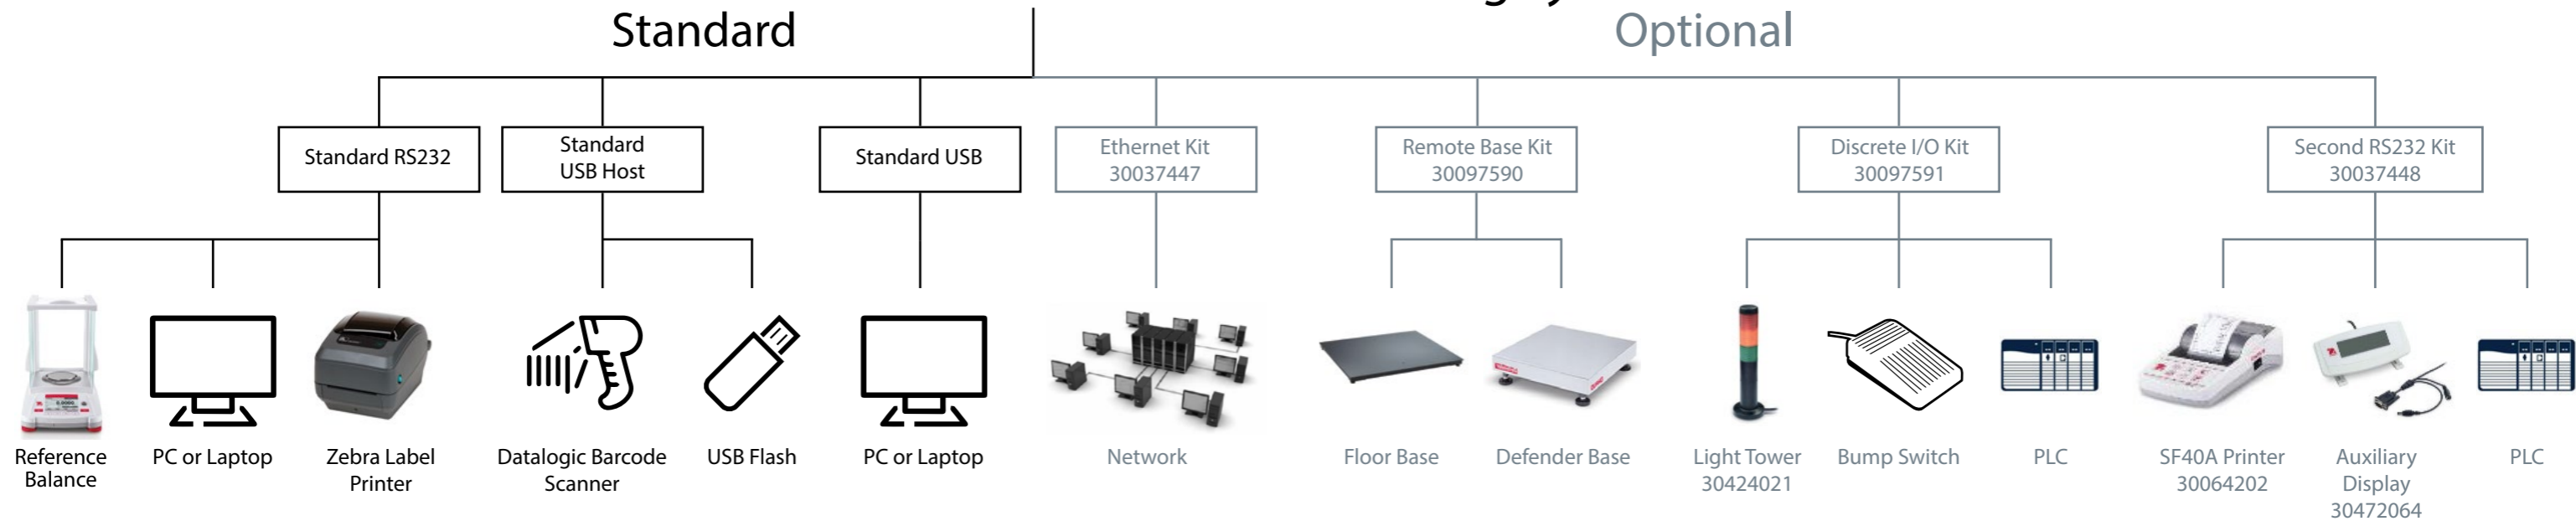 Standard
Optional
Standard RS232
Standard
USB Host
Standard USB
Ethernet Kit
30037447
Remote Base Kit
30097590
Discrete I/O Kit
30097591
Second RS232 Kit
30037448
Reference
Balance
PC or Laptop
Zebra Label
Printer
Datalogic Barcode
Scanner
USB Flash
PC or Laptop
Network
Floor Base
Defender Base
Light Tower
30424021
Bump Switch
PLC
SF40A Printer
30064202
Auxiliary
Display
30472064
PLC